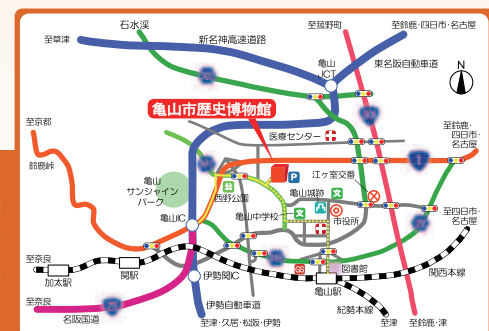 石水渓
至菰野町
至鈴鹿・四日市・名古屋
至草津
新名神高速道路
亀山
JCT
東名阪自動車道
N
亀山市歴史博物館
至京都
医療センター
至鈴鹿・
四日市・
名古屋
鈴鹿峠
1
P
江ヶ室交番
亀山
サンシャイン
パーク
西野公園
亀山城跡
文
亀山中学校
文
市役所
亀山IC
至四日市・
名古屋
至奈良
関駅
加太駅
伊勢関IC
GS
図書館
亀山駅
関西本線
至奈良
25
名阪国道
伊勢自動車道
紀勢本線
至津・久居・松阪・伊勢
至津
至鈴鹿・津